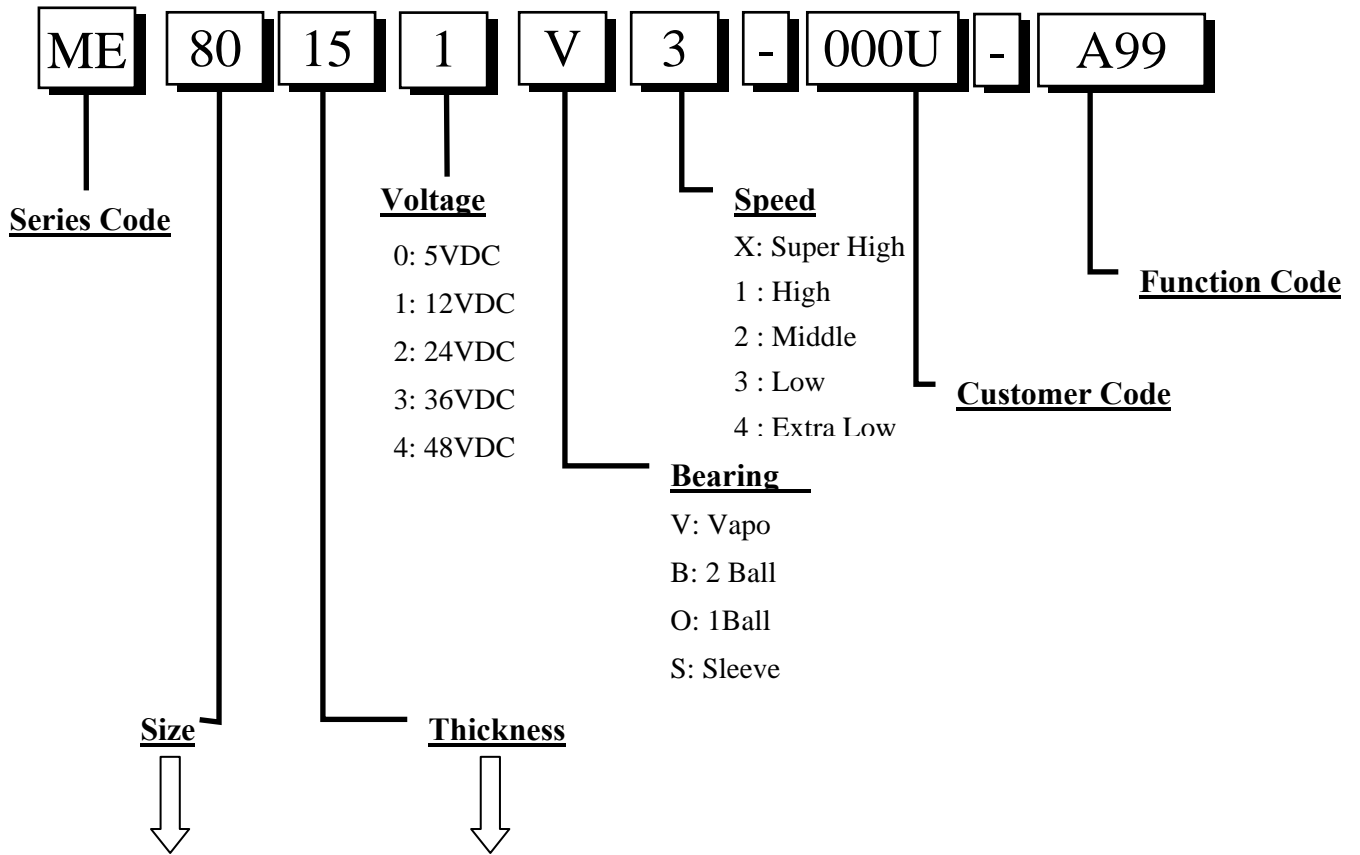 ME 80 15 1 V 3 - 000U - A99
Series Code
Voltage
0: 5VDC
1: 12VDC
2: 24VDC
3: 36VDC
4: 48VDC
Speed
X: Super High
1 : High
2 : Middle
3 : Low
4 : Extra Low
Function Code
Customer Code
Bearing
V: Vapo
B: 2 Ball
O: 1Ball
S: Sleeve
Size
Thickness